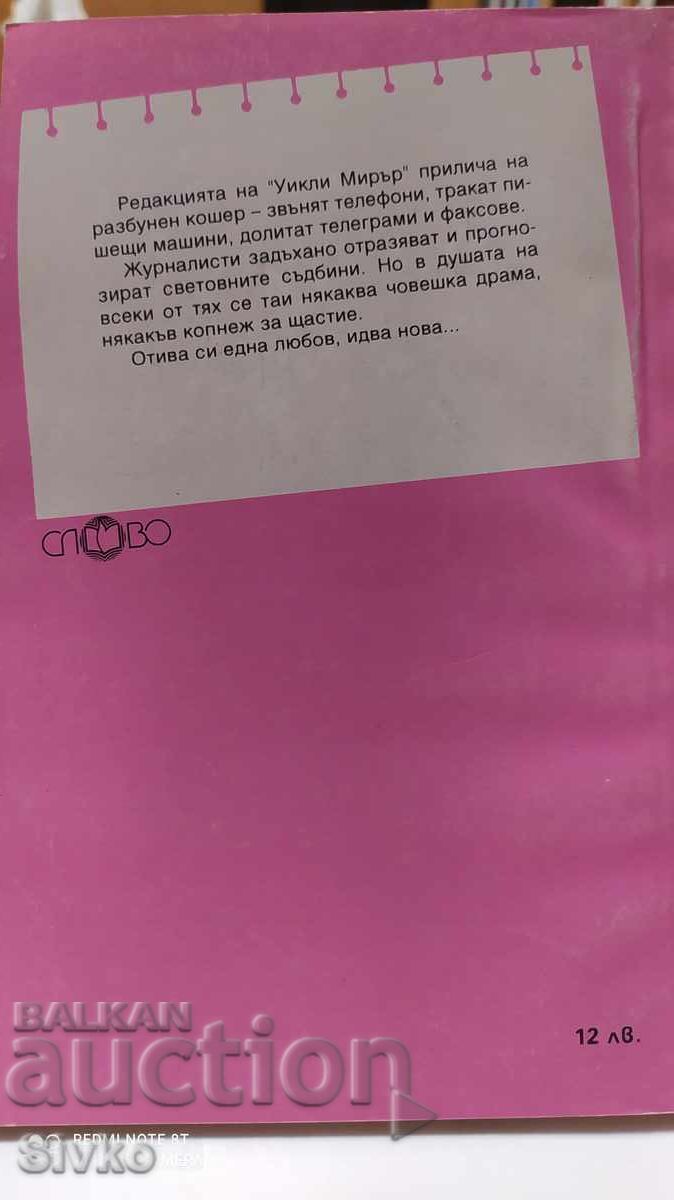 Редакцията на "Уикли Мирър" прилича на
разбунен кошер – звънят телефони, тракат пи-
шещи машини, долитат телеграми и факсове.
Журналисти задъхано отразяват и прогно-
зират световните съдбини. Но в душата на
всеки от тях се таи някаква човешка драма,
някакъв копнеж за щастие.
Отива си една любов, идва нова...
СЛОВО
12 лв.
BALKAN
auction
REDMI NOTE 8T
Sivko